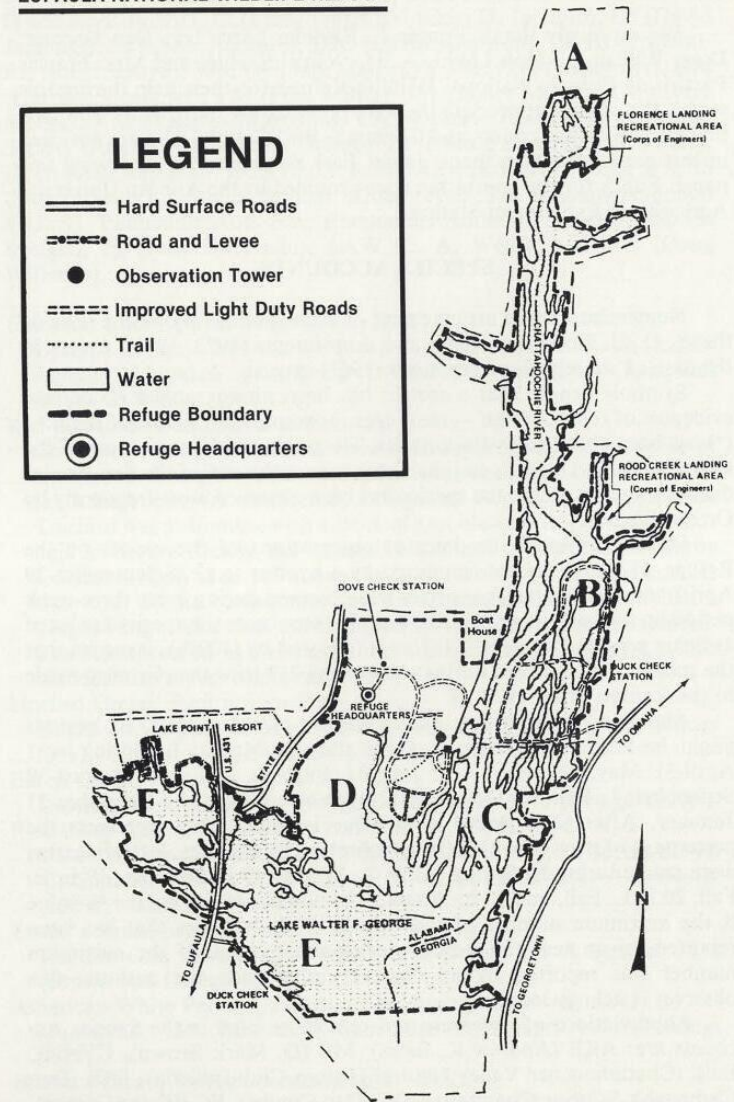 EUFAULA NATIONAL WILDLIFE REFUGE
A
FLORENCE LANDING
RECREATIONAL AREA
(Corps of Engineers)
LEGEND
Hard Surface Roads
Road and Levee
Observation Tower
Improved Light Duty Roads
Trail
Water
Refuge Boundary
Refuge Headquarters
CHATTAHOOCHIE RIVER
ROOD CREEK LANDING
RECREATIONAL AREA
(Corps of Engineers)
B
DOVE CHECK STATION
Boat
House
DUCK CHECK
STATION
REFUGE
HEADQUARTERS
TO OMAHA
LAKE POINT RESORT
U.S. 431
STATE
D
F
C
N
LAKE WALTER F. GEORGE
ALABAMA
GEORGIA
E
TO EUFAULA
DUCK CHECK
STATION
TO GEORGETOWN